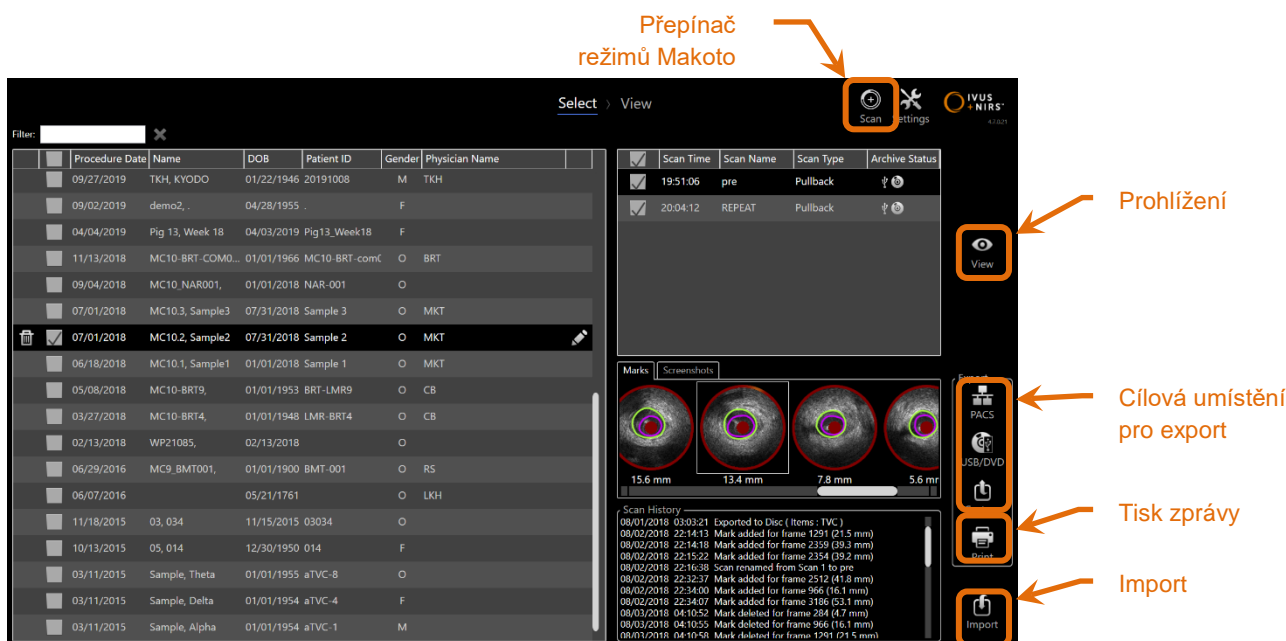 Přepínač
režimů Makoto
Select > View
Scan
Settings
IVUS
+NIRS™
4.7.0.21
Filter:
Procedure Date Name DOB Patient ID Gender Physician Name
09/27/2019 TKH, KYODO 01/22/1946 20191008 M TKH
09/02/2019 demo2, . 04/28/1955 . F
04/04/2019 Pig 13, Week 18 04/03/2019 Pig13_Week18 F
11/13/2018 MC10-BRT-COM0... 01/01/1966 MC10-BRT-com( O BRT
09/04/2018 MC10_NAR001, 01/01/2018 NAR-001 O
07/01/2018 MC10.3, Sample3 07/31/2018 Sample 3 O MKT
07/01/2018 MC10.2, Sample2 07/31/2018 Sample 2 O MKT
06/18/2018 MC10.1, Sample1 01/01/2018 Sample 1 O MKT
05/08/2018 MC10-BRT9, 01/01/1953 BRT-LMR9 O CB
03/27/2018 MC10-BRT4, 01/01/1948 LMR-BRT4 O CB
02/13/2018 WP21085, 02/13/2018 O
06/29/2016 MC9_BMT001, 01/01/1900 BMT-001 O RS
06/07/2016 05/21/1761 O LKH
11/18/2015 03, 034 11/15/2015 03034 O
10/13/2015 05, 014 12/30/1950 014 F
03/11/2015 Sample, Theta 01/01/1955 aTVC-8 O
03/11/2015 Sample, Delta 01/01/1954 aTVC-4 F
03/11/2015 Sample, Alpha 01/01/1954 aTVC-1 M
Scan Time Scan Name Scan Type Archive Status
19:51:06 pre Pullback
20:04:12 REPEAT Pullback
Marks Screenshots
15.6 mm 13.4 mm 7.8 mm 5.6 mr
Scan History
08/01/2018 03:03:21 Exported to Disc ( Items : TVC )
08/02/2018 22:14:13 Mark added for frame 1291 (21.5 mm)
08/02/2018 22:14:18 Mark added for frame 2359 (39.3 mm)
08/02/2018 22:15:22 Mark added for frame 2354 (39.2 mm)
08/02/2018 22:16:38 Scan renamed from Scan 1 to pre
08/02/2018 22:32:37 Mark added for frame 2512 (41.8 mm)
08/02/2018 22:34:00 Mark added for frame 966 (16.1 mm)
08/02/2018 22:34:07 Mark added for frame 3186 (53.1 mm)
08/03/2018 04:10:52 Mark deleted for frame 284 (4.7 mm)
08/03/2018 04:10:55 Mark deleted for frame 966 (16.1 mm)
08/03/2018 04:10:58 Mark deleted for frame 1291 (21.5 mm)
View
Export
PACS
USB/DVD
Print
Import
Prohlížení
Cílová umístění
pro export
Tisk zprávy
Import